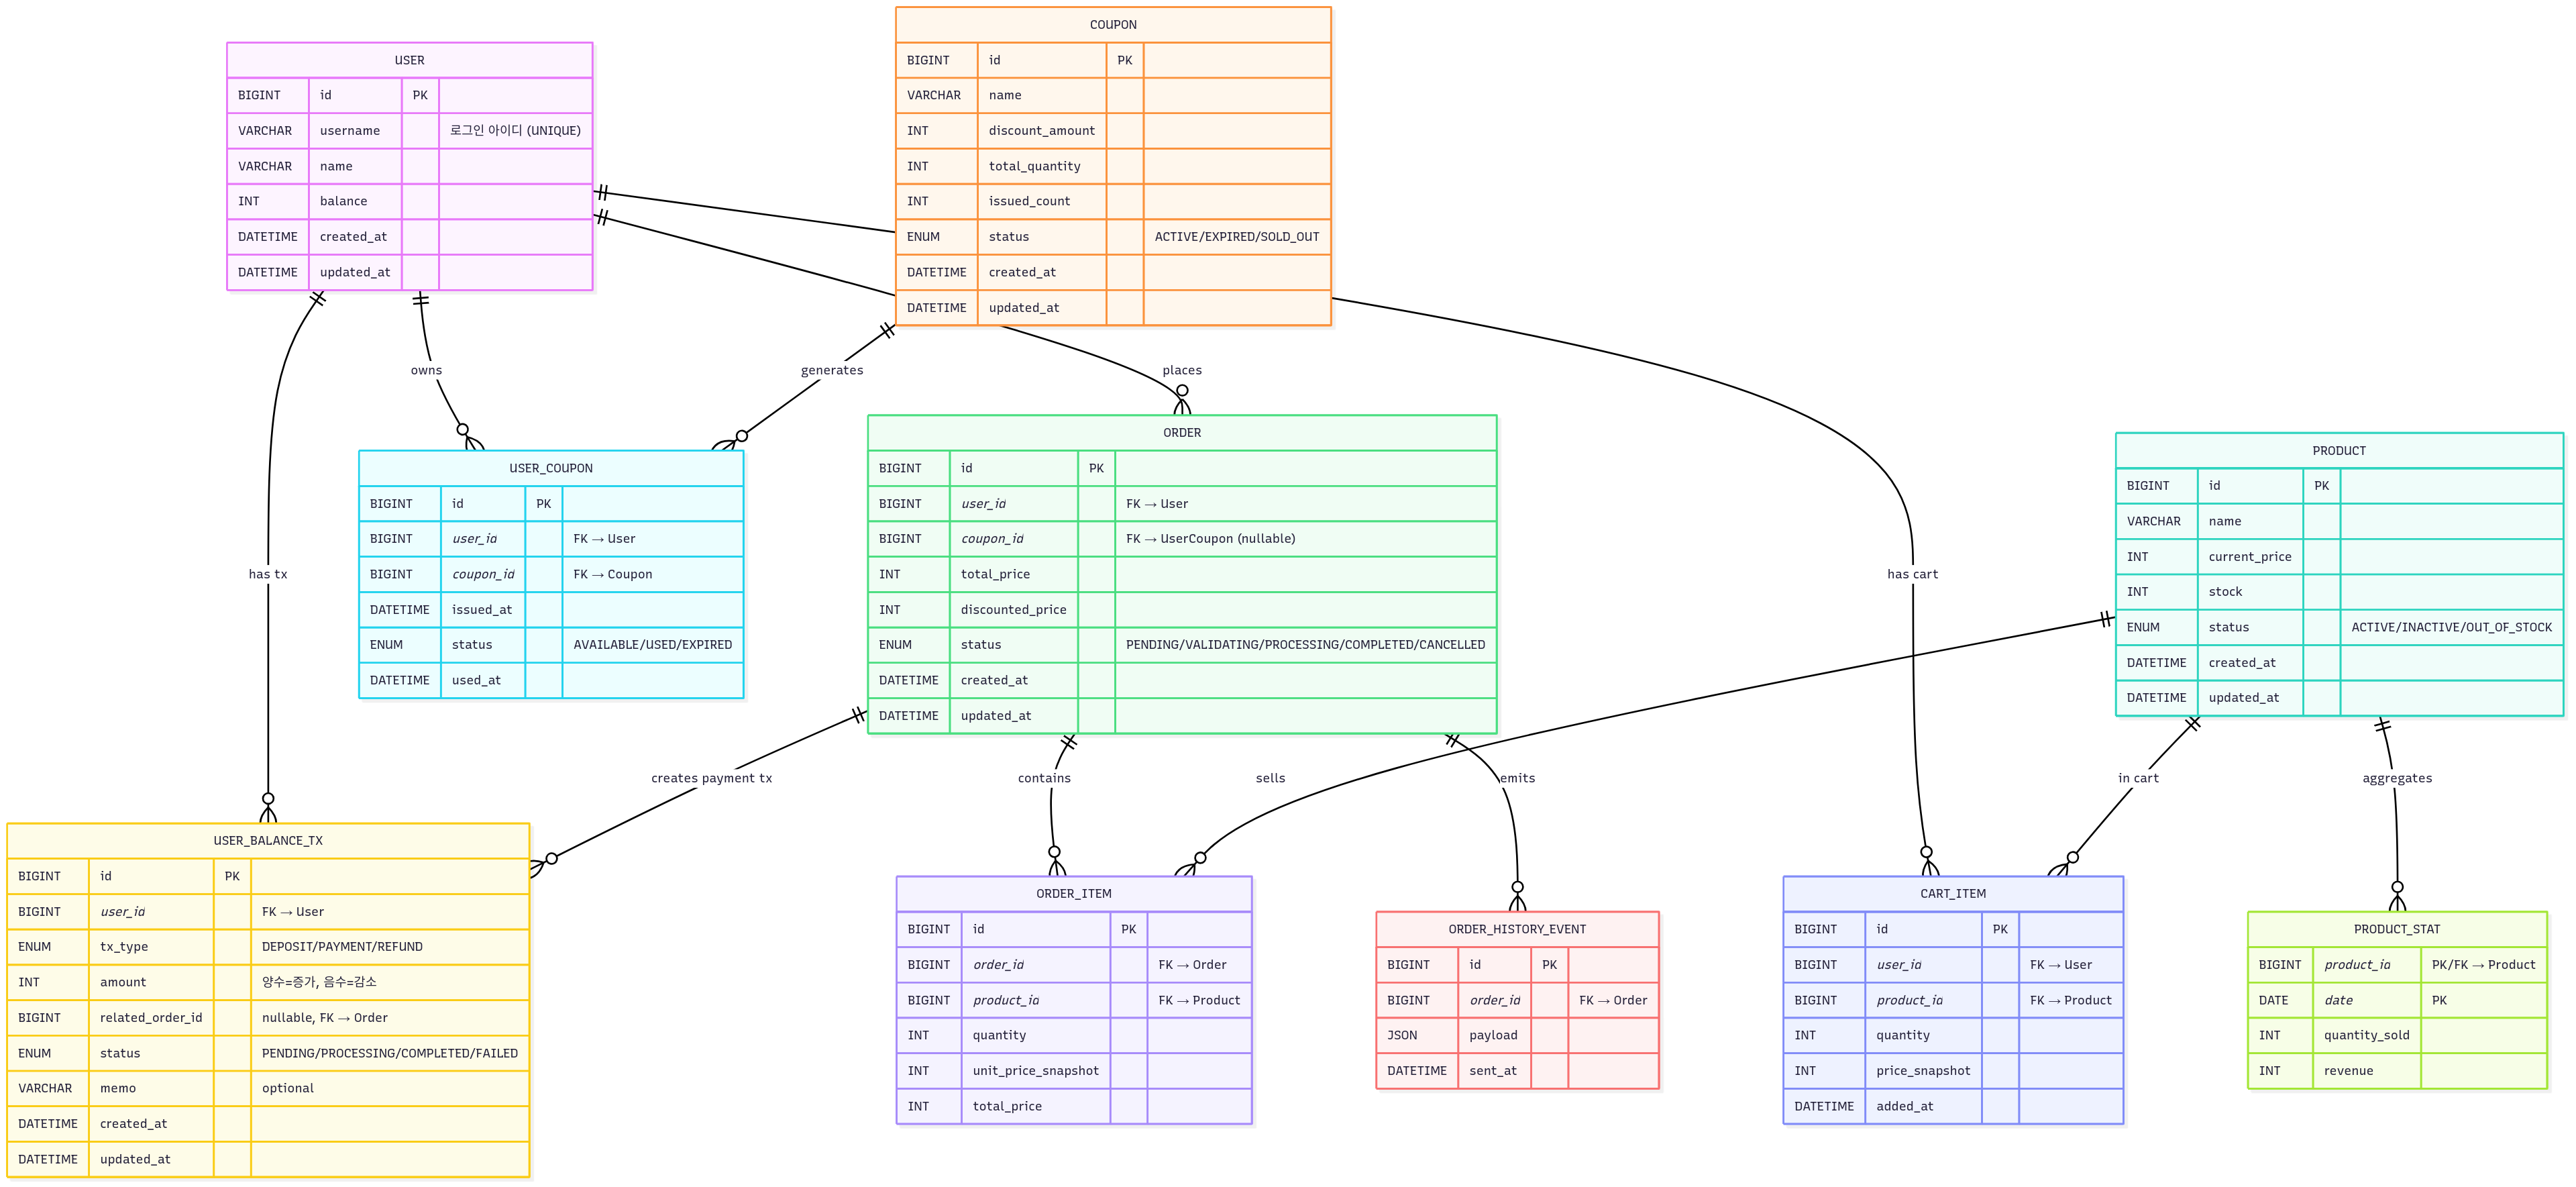 USER
BIGINT id PK
VARCHAR username 로그인 아이디 (UNIQUE)
VARCHAR name
INT balance
DATETIME created_at
DATETIME updated_at
COUPON
BIGINT id PK
VARCHAR name
INT discount_amount
INT total_quantity
INT issued_count
ENUM status ACTIVE/EXPIRED/SOLD_OUT
DATETIME created_at
DATETIME updated_at
owns
generates
places
has tx
has cart
USER_COUPON
BIGINT id PK
BIGINT user_id FK → User
BIGINT coupon_id FK → Coupon
DATETIME issued_at
ENUM status AVAILABLE/USED/EXPIRED
DATETIME used_at
ORDER
BIGINT id PK
BIGINT user_id FK → User
BIGINT coupon_id FK → UserCoupon (nullable)
INT total_price
INT discounted_price
ENUM status PENDING/VALIDATING/PROCESSING/COMPLETED/CANCELLED
DATETIME created_at
DATETIME updated_at
PRODUCT
BIGINT id PK
VARCHAR name
INT current_price
INT stock
ENUM status ACTIVE/INACTIVE/OUT_OF_STOCK
DATETIME created_at
DATETIME updated_at
creates payment tx
contains
sells
emits
in cart
aggregates
USER_BALANCE_TX
BIGINT id PK
BIGINT user_id FK → User
ENUM tx_type DEPOSIT/PAYMENT/REFUND
INT amount 양수=증가, 음수=감소
BIGINT related_order_id nullable, FK → Order
ENUM status PENDING/PROCESSING/COMPLETED/FAILED
VARCHAR memo optional
DATETIME created_at
DATETIME updated_at
ORDER_ITEM
BIGINT id PK
BIGINT order_id FK → Order
BIGINT product_id FK → Product
INT quantity
INT unit_price_snapshot
INT total_price
ORDER_HISTORY_EVENT
BIGINT id PK
BIGINT order_id FK → Order
JSON payload
DATETIME sent_at
CART_ITEM
BIGINT id PK
BIGINT user_id FK → User
BIGINT product_id FK → Product
INT quantity
INT price_snapshot
DATETIME added_at
PRODUCT_STAT
BIGINT product_id PK/FK → Product
DATE date PK
INT quantity_sold
INT revenue